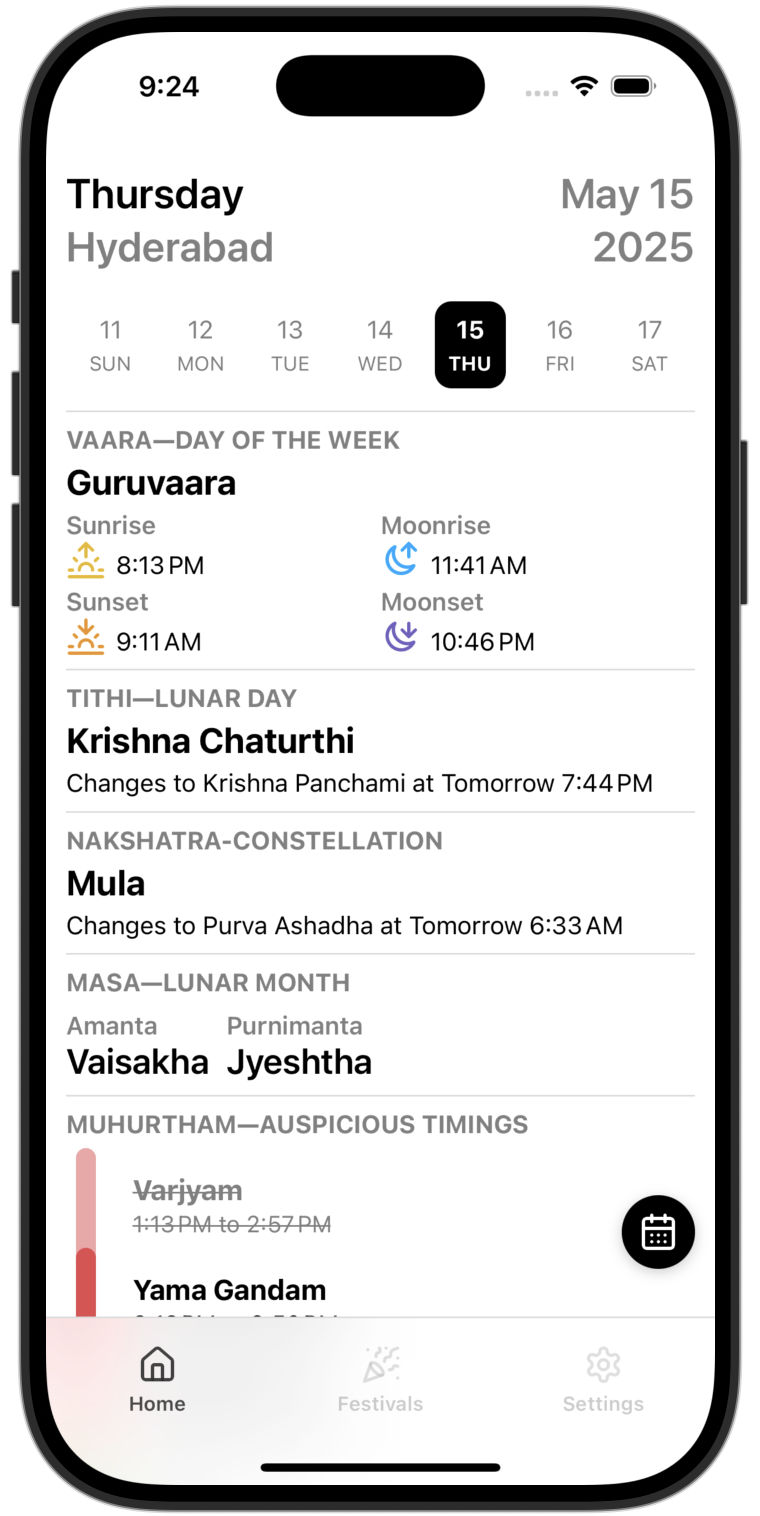 9:24
Thursday May 15
Hyderabad 2025
11 12 13 14 15 16 17
SUN MON TUE WED THU FRI SAT
VAARA—DAY OF THE WEEK
Guruvaara
Sunrise Moonrise
8:13 PM 11:41 AM
Sunset Moonset
9:11 AM 10:46 PM
TITHI—LUNAR DAY
Krishna Chaturthi
Changes to Krishna Panchami at Tomorrow 7:44 PM
NAKSHATRA-CONSTELLATION
Mula
Changes to Purva Ashadha at Tomorrow 6:33 AM
MASA—LUNAR MONTH
Amanta Purnimanta
Vaisakha Jyeshtha
MUHURTHAM—AUSPICIOUS TIMINGS
Varjyam
1:13 PM to 2:57 PM
Yama Gandam
Home Festivals Settings